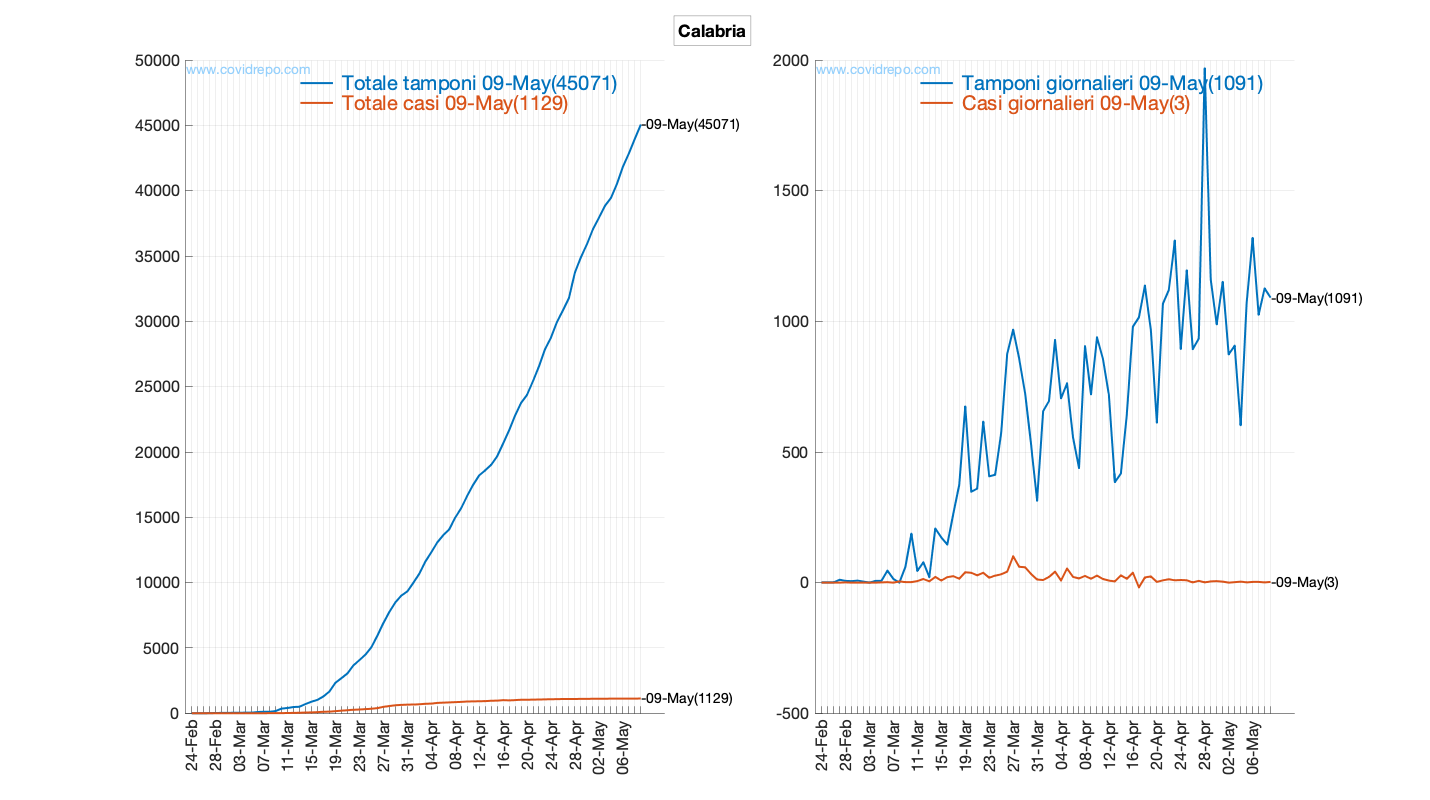 Calabria
50000
45000
40000
35000
30000
25000
20000
15000
10000
5000
0
www.covidrepo.com
Totale tamponi 09-May(45071)
Totale casi 09-May(1129)
-09-May(45071)
-09-May(1129)
24-Feb
28-Feb
03-Mar
07-Mar
11-Mar
15-Mar
19-Mar
23-Mar
27-Mar
31-Mar
04-Apr
08-Apr
12-Apr
16-Apr
20-Apr
24-Apr
28-Apr
02-May
06-May
2000
1500
1000
500
0
-500
www.covidrepo.com
Tamponi giornalieri 09-May(1091)
Casi giornalieri 09-May(3)
-09-May(1091)
-09-May(3)
24-Feb
28-Feb
03-Mar
07-Mar
11-Mar
15-Mar
19-Mar
23-Mar
27-Mar
31-Mar
04-Apr
08-Apr
12-Apr
16-Apr
20-Apr
24-Apr
28-Apr
02-May
06-May